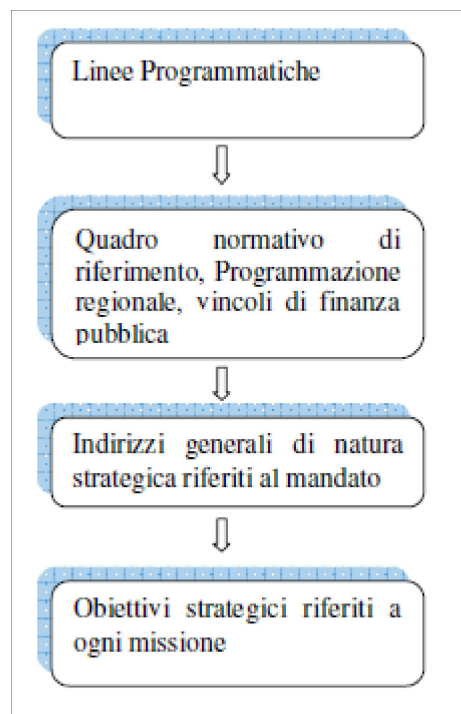 Linee Programmatiche
Quadro normativo di
riferimento, Programmazione
regionale, vincoli di finanza
pubblica
Indirizzi generali di natura
strategica riferiti al mandato
Obiettivi strategici riferiti a
ogni missione